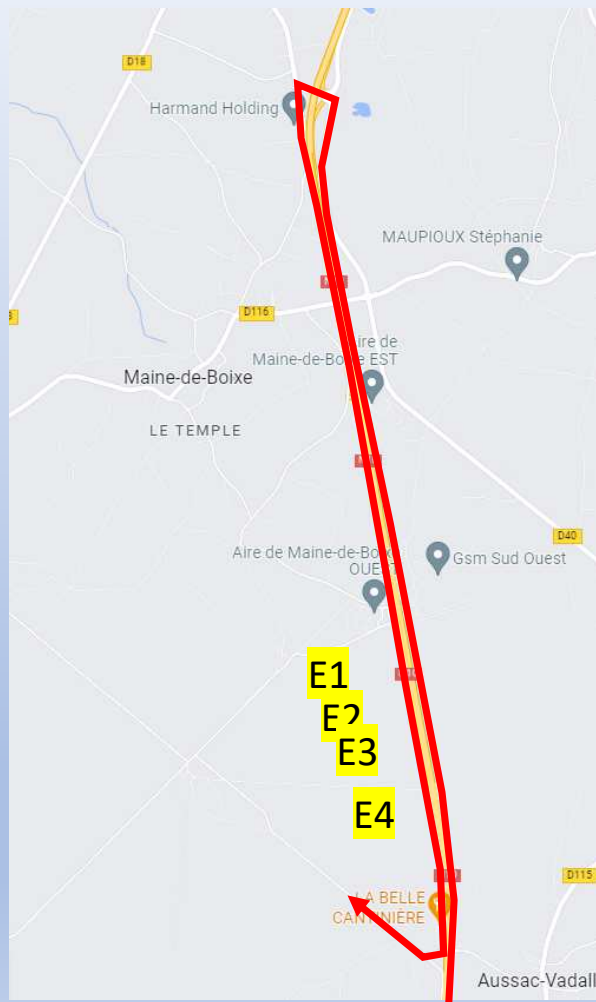 D18
Harmand Holding
MAUPIOUX Stéphanie
D116
Aire de
Maine-de-Boixe EST
Maine-de-Boixe
LE TEMPLE
D40
Aire de Maine-de-Boixe
OUEST
Gsm Sud Ouest
E1
E2
E3
E4
D115
LA BELLE
CANTINIÈRE
Aussac-Vadall